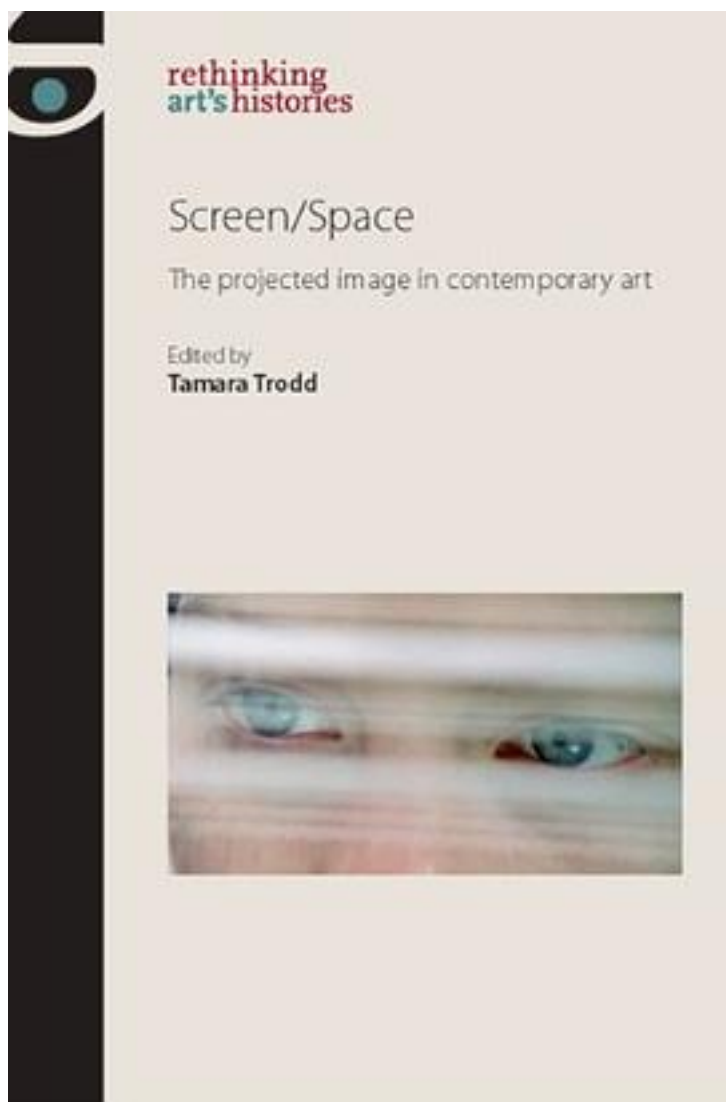 rethinking
art's histories
Screen/Space
The projected image in contemporary art
Edited by
Tamara Trodd